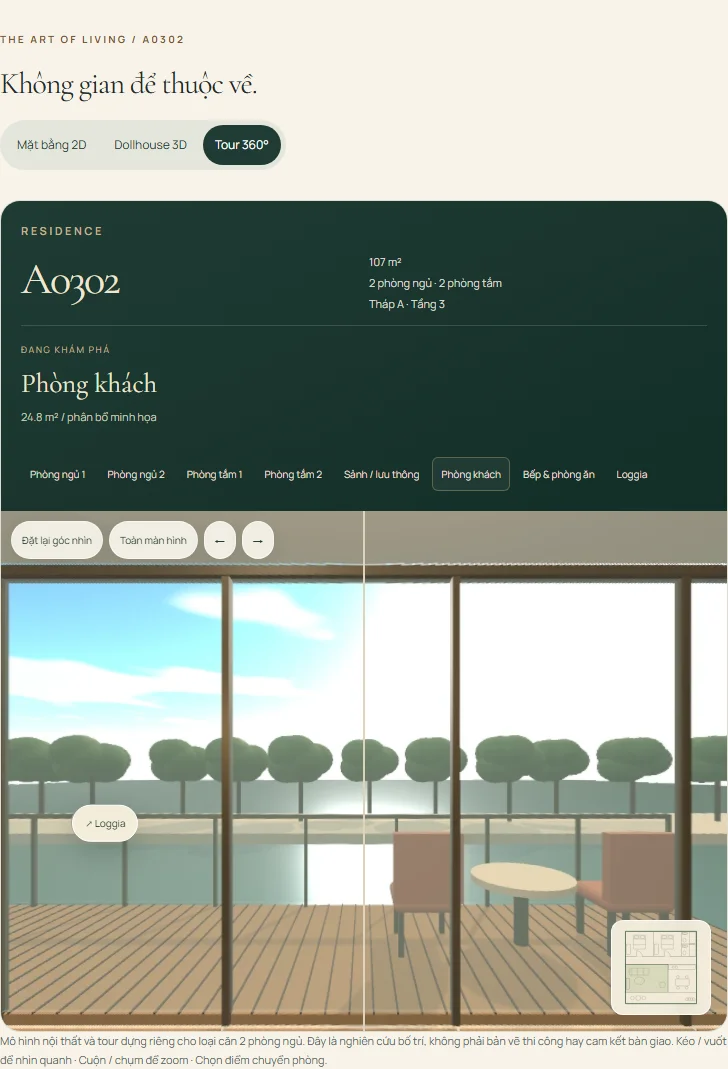 THE ART OF LIVING / A0302
Không gian để thuộc về.
Mặt bằng 2D
Dollhouse 3D
Tour 360°
RESIDENCE
A0302
107 m²
2 phòng ngủ · 2 phòng tắm
Tháp A · Tầng 3
ĐANG KHÁM PHÁ
Phòng khách
24.8 m² / phân bổ minh họa
Phòng ngủ 1
Phòng ngủ 2
Phòng tắm 1
Phòng tắm 2
Sảnh / lưu thông
Phòng khách
Bếp & phòng ăn
Loggia
Đặt lại góc nhìn
Toàn màn hình
←
→
↗ Loggia
Mô hình nội thất và tour dựng riêng cho loại căn 2 phòng ngủ. Đây là nghiên cứu bố trí, không phải bản vẽ thi công hay cam kết bàn giao. Kéo / vuốt
để nhìn quanh · Cuộn / chụm để zoom · Chọn điểm chuyển phòng.